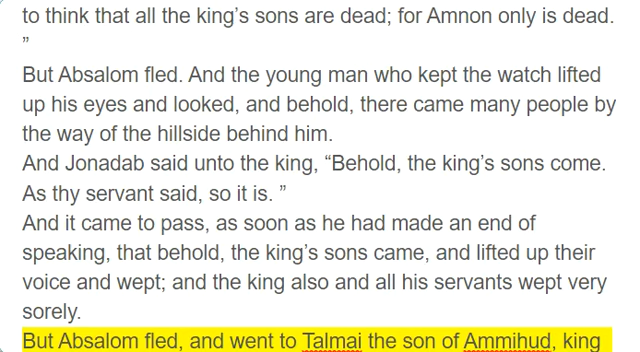 to think that all the king’s sons are dead; for Amnon only is dead.
”
But Absalom fled. And the young man who kept the watch lifted
up his eyes and looked, and behold, there came many people by
the way of the hillside behind him.
And Jonadab said unto the king, “Behold, the king’s sons come.
As thy servant said, so it is. ”
And it came to pass, as soon as he had made an end of
speaking, that behold, the king’s sons came, and lifted up their
voice and wept; and the king also and all his servants wept very
sorely.
But Absalom fled, and went to Talmai the son of Ammihud, king